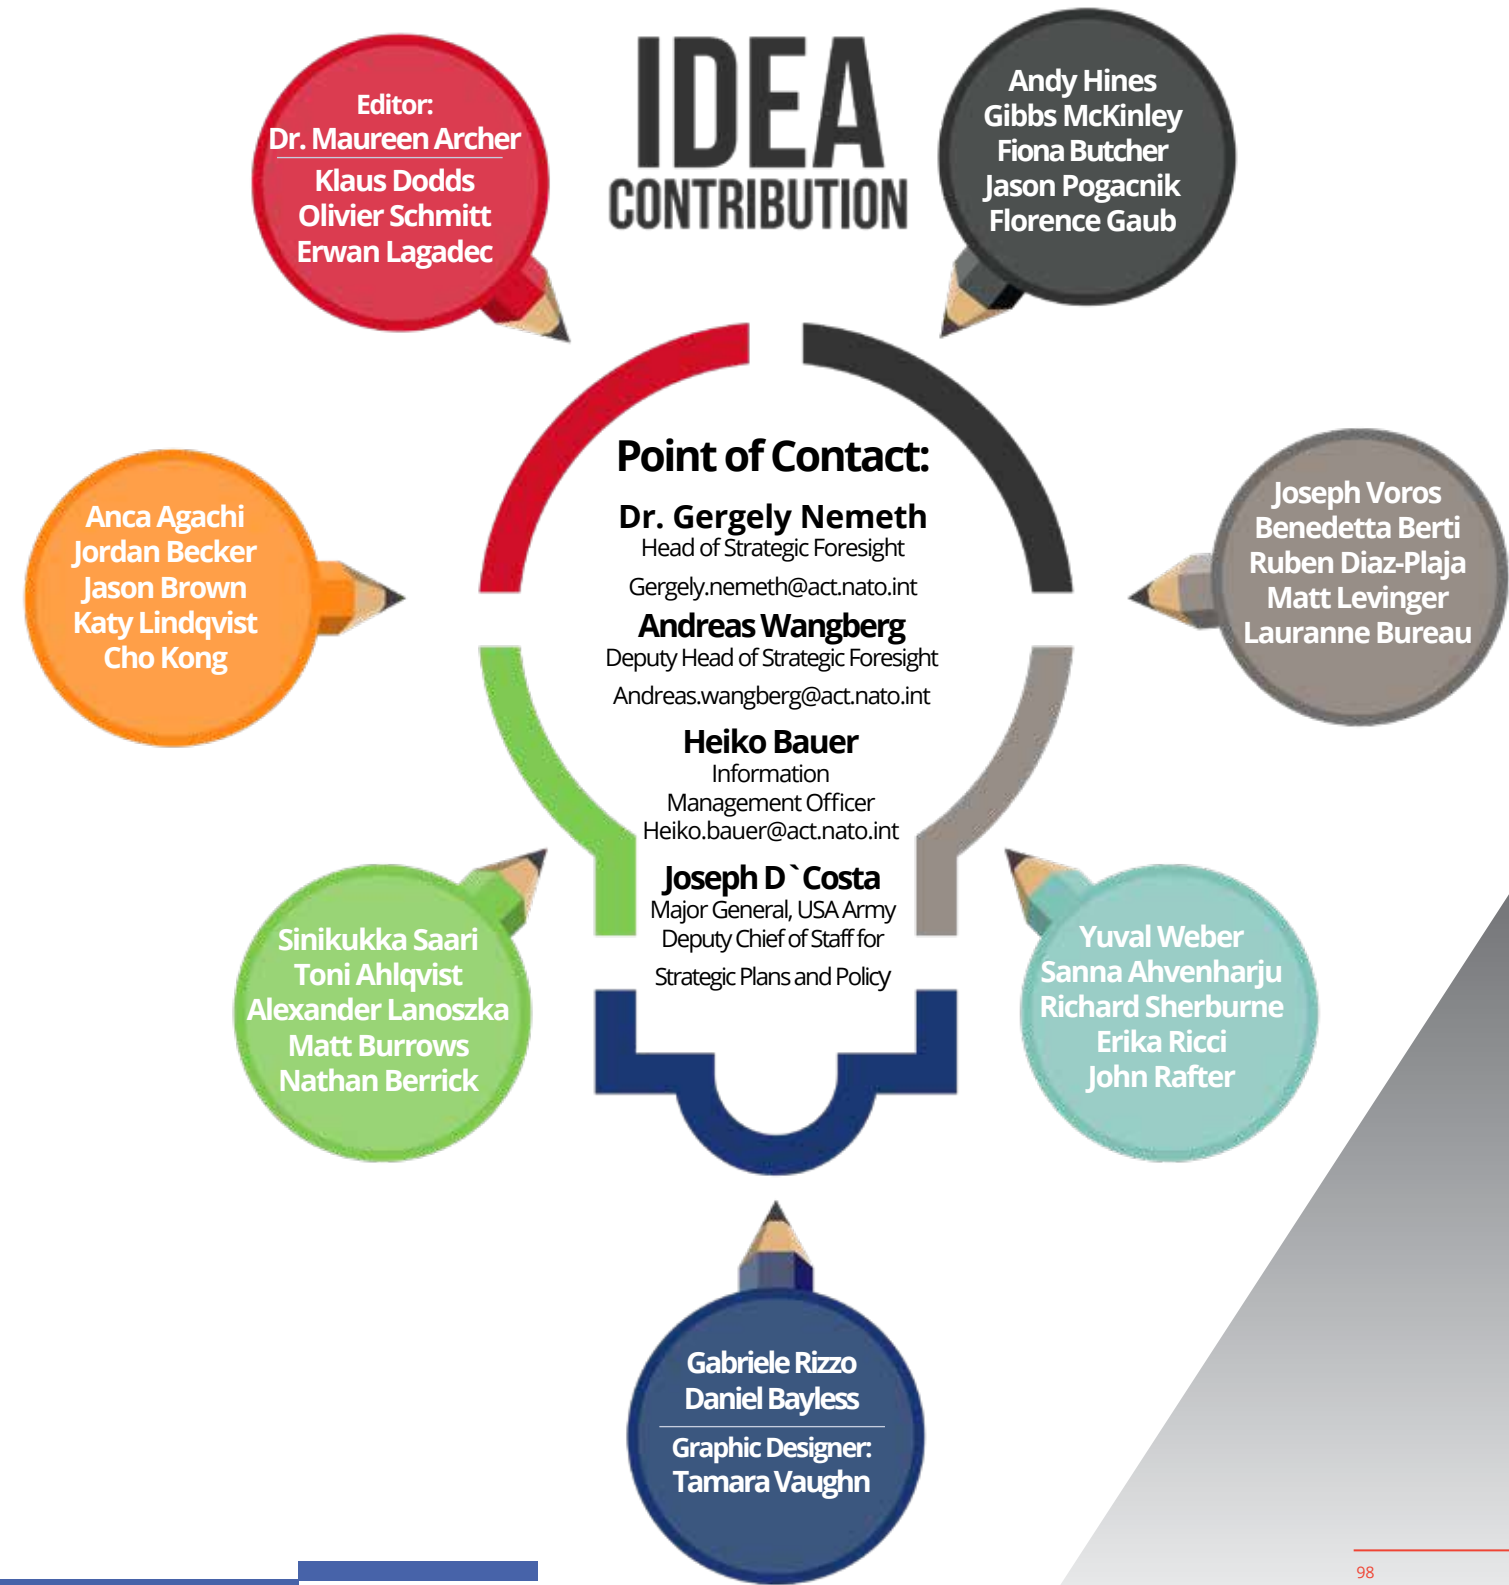 IDEA
CONTRIBUTION
Editor:
Dr. Maureen Archer
Klaus Dodds
Olivier Schmitt
Erwan Lagadec
Andy Hines
Gibbs McKinley
Fiona Butcher
Jason Pogacnik
Florence Gaub
Anca Agachi
Jordan Becker
Jason Brown
Katy Lindqvist
Cho Kong
Point of Contact:
Dr. Gergely Nemeth
Head of Strategic Foresight
Gergely.nemeth@act.nato.int
Andreas Wangberg
Deputy Head of Strategic Foresight
Andreas.wangberg@act.nato.int
Heiko Bauer
Information
Management Officer
Heiko.bauer@act.nato.int
Joseph D`Costa
Major General, USA Army
Deputy Chief of Staff for
Strategic Plans and Policy
Joseph Voros
Benedetta Berti
Ruben Diaz-Plaja
Matt Levinger
Lauranne Bureau
Sinikukka Saari
Toni Ahlqvist
Alexander Lanoszka
Matt Burrows
Nathan Berrick
Yuval Weber
Sanna Ahvenharju
Richard Sherburne
Erika Ricci
John Rafter
Gabriele Rizzo
Daniel Bayless
Graphic Designer:
Tamara Vaughn
98